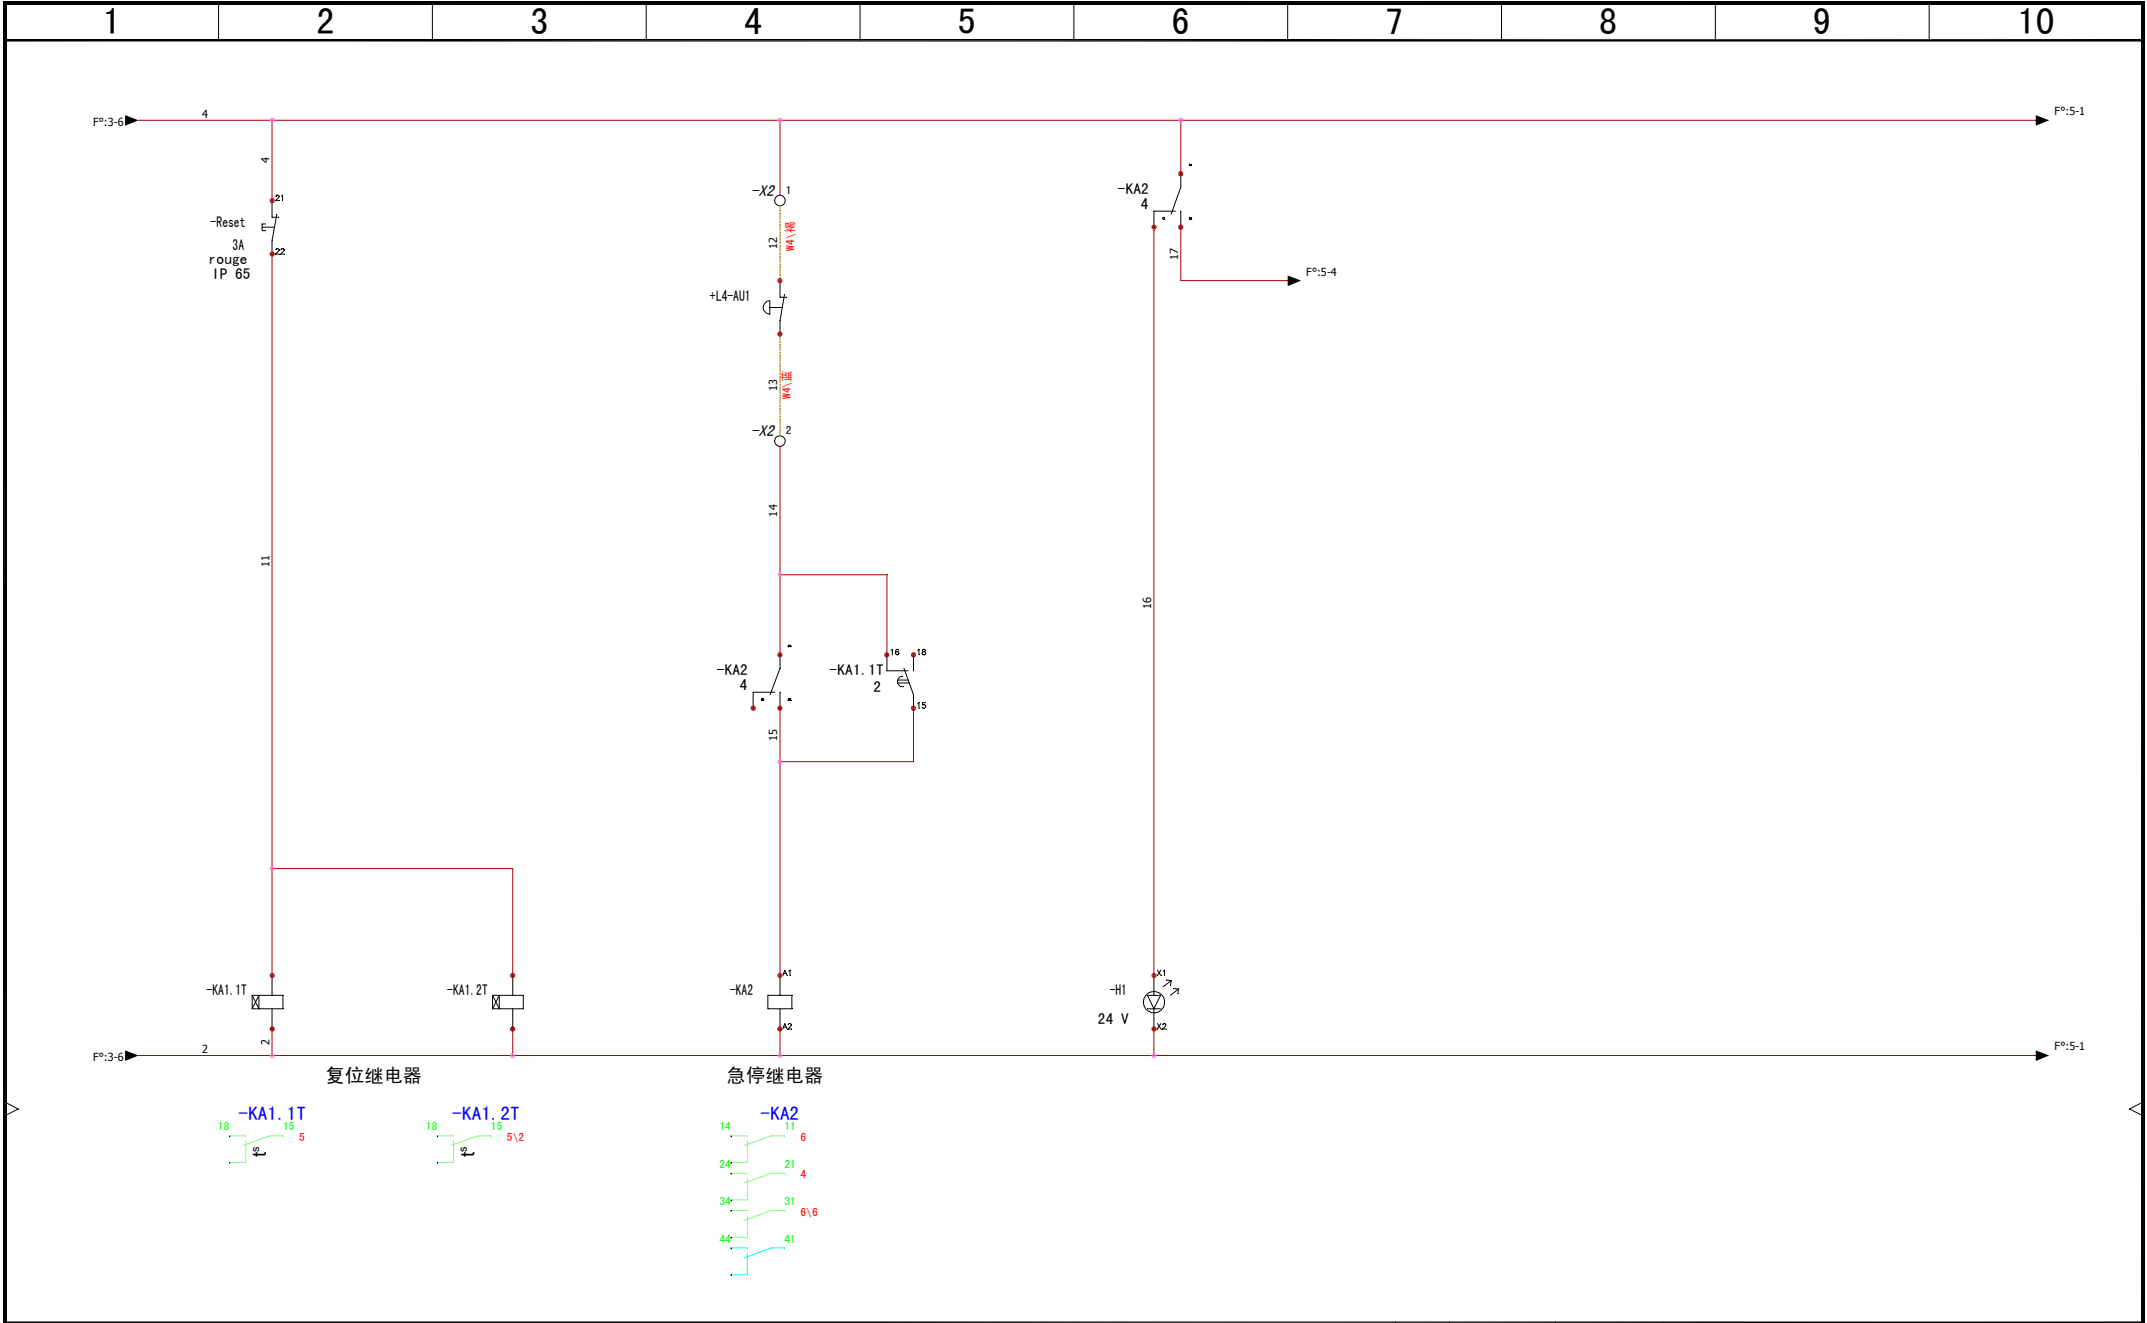 1 2 3 4 5 6 7 8 9 10
F°:3-6 4 F°:5-1
4
21
-Reset
3A
rouge
IP 65
22
11
-X2 1
12 W4\褐
+L4-AU1
13 W4\蓝
-X2 2
14
-KA2
4
15
-KA1.1T
2
16 18
15
-KA2
4
17 F°:5-4
16
-KA1.1T
2
-KA1.2T
-KA2
A1
A2
-H1
24 V
X1
X2
F°:3-6 2 F°:5-1
复位继电器
急停继电器
-KA1.1T
18 15 5
-KA1.2T
18 15 5\2
-KA2
14 11 6
24 21 4
34 31 6\6
44 41